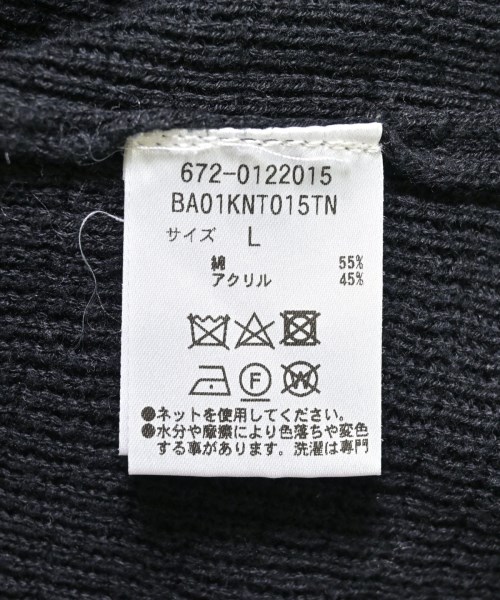 672-0122015
BA01KNT015TN
サイズ L
綿 55%
アクリル 45%
F W
●ネットを使用してください。
●水分や摩擦により色落ちや変色
する事があります。洗濯は専門